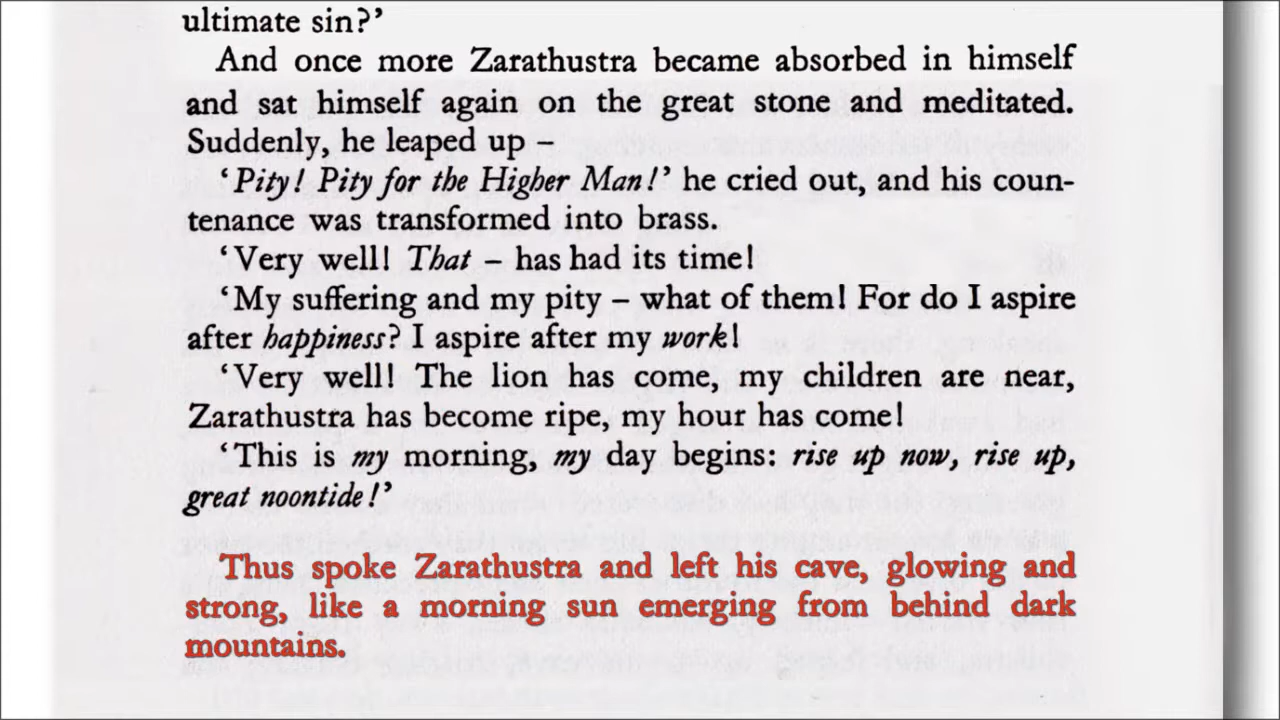 ultimate sin?’
And once more Zarathustra became absorbed in himself
and sat himself again on the great stone and meditated.
Suddenly, he leaped up –
‘Pity! Pity for the Higher Man!’ he cried out, and his coun-
tenance was transformed into brass.
‘Very well! That – has had its time!
‘My suffering and my pity – what of them! For do I aspire
after happiness? I aspire after my work!
‘Very well! The lion has come, my children are near,
Zarathustra has become ripe, my hour has come!
‘This is my morning, my day begins: rise up now, rise up,
great noontide!’
Thus spoke Zarathustra and left his cave, glowing and
strong, like a morning sun emerging from behind dark
mountains.